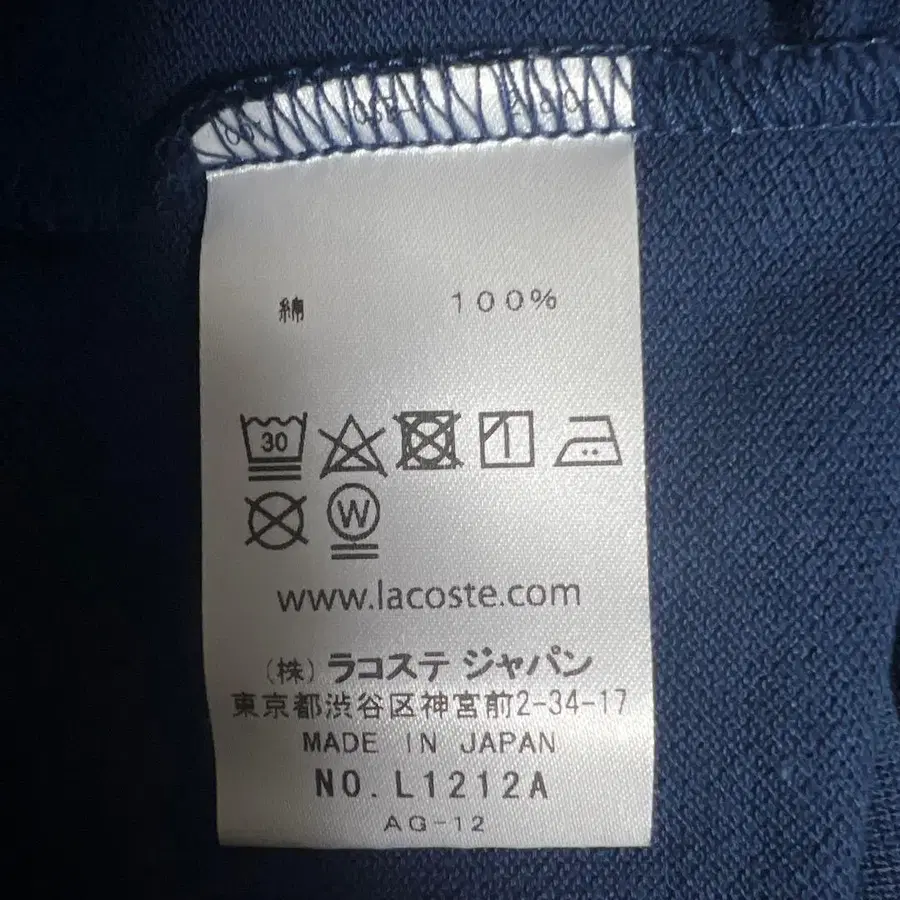 綿 100%
30
W
www.lacoste.com
(株) ラコステ ジャパン
東京都渋谷区神宮前2-34-17
MADE IN JAPAN
NO. L1212A
AG-12